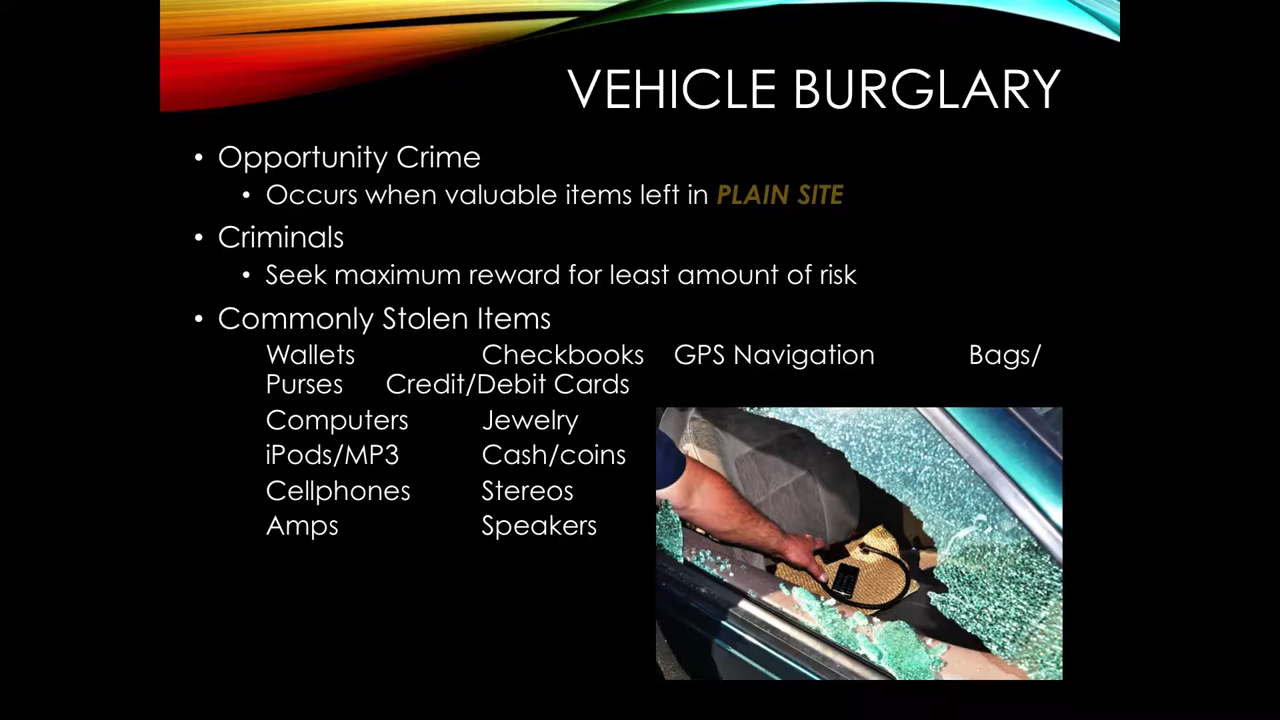 VEHICLE BURGLARY
• Opportunity Crime
• Occurs when valuable items left in PLAIN SITE
• Criminals
• Seek maximum reward for least amount of risk
• Commonly Stolen Items
Wallets Checkbooks GPS Navigation Bags/
Purses Credit/Debit Cards
Computers Jewelry
iPods/MP3 Cash/coins
Cellphones Stereos
Amps Speakers